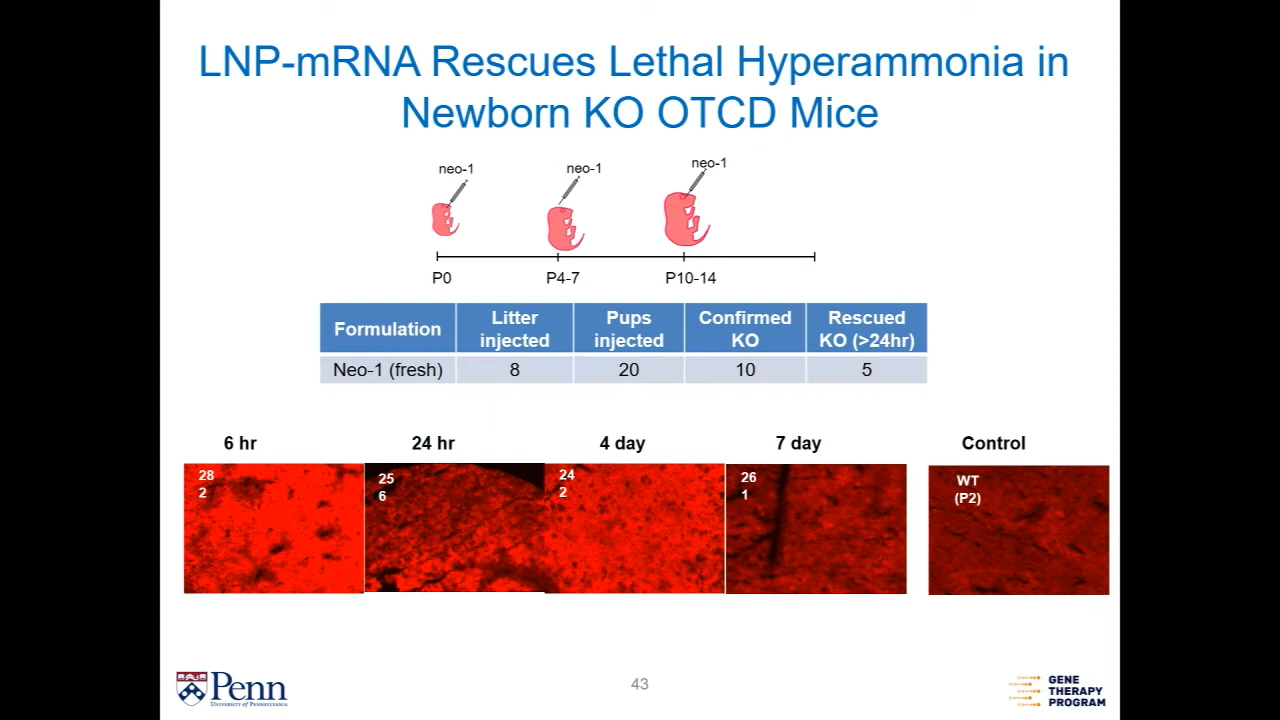 LNP-mRNA Rescues Lethal Hyperammonia in
Newborn KO OTCD Mice
neo-1
neo-1
neo-1
P0
P4-7
P10-14
Formulation
Litter
injected
Pups
injected
Confirmed
KO
Rescued
KO (>24hr)
Neo-1 (fresh)
8
20
10
5
6 hr
24 hr
4 day
7 day
Control
28
2
25
6
24
2
26
1
WT
(P2)
Penn
UNIVERSITY OF PENNSYLVANIA
43
GENE
THERAPY
PROGRAM